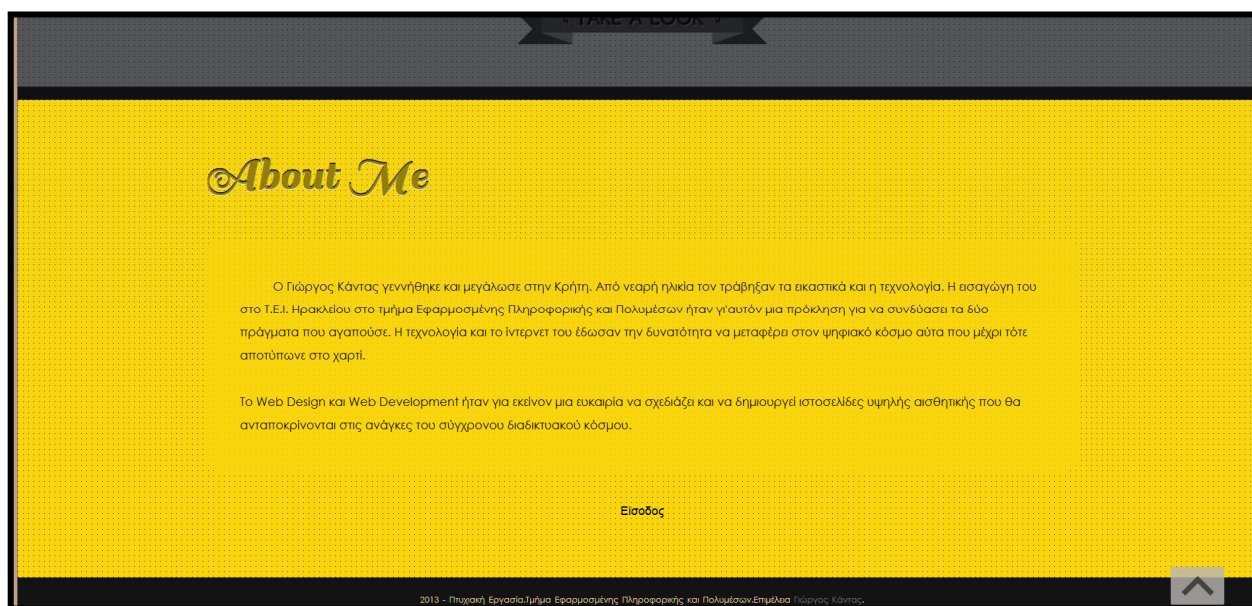 TAKE A LOOK
About Me
Ο Γιώργος Κάντας γεννήθηκε και μεγάλωσε στην Κρήτη. Από νεαρή ηλικία τον τράβηξαν τα εικαστικά και η τεχνολογία. Η εισαγώγη του
στο Τ.Ε.Ι. Ηρακλείου στο τμήμα Εφαρμοσμένης Πληροφορικής και Πολυμέσων ήταν γι'αυτόν μια πρόκληση για να συνδύασει τα δύο
πράγματα που αγαπούσε. Η τεχνολογία και το ίντερνετ του έδωσαν την δυνατότητα να μεταφέρει στον ψηφιακό κόσμο αύτα που μέχρι τότε
αποτύπωνε στο χαρτί.
Το Web Design και Web Development ήταν για εκείνον μια ευκαιρία να σχεδιάζει και να δημιουργεί ιστοσελίδες υψηλής αισθητικής που θα
ανταποκρίνονται στις ανάγκες του σύγχρονου διαδικτυακού κόσμου.
Είσοδος
2013 - Πτυχιακή Εργασία.Τμήμα Εφαρμοσμένης Πληροφορικής και Πολυμέσων.Επιμέλεια Γιώργος Κάντας.